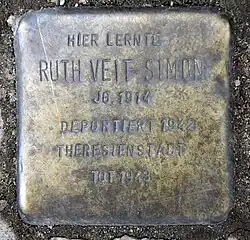 HIER LERNTE
RUTH VEIT SIMON
JG. 1914
DEPORTIERT 1942
THERESIENSTADT
TOT 1943